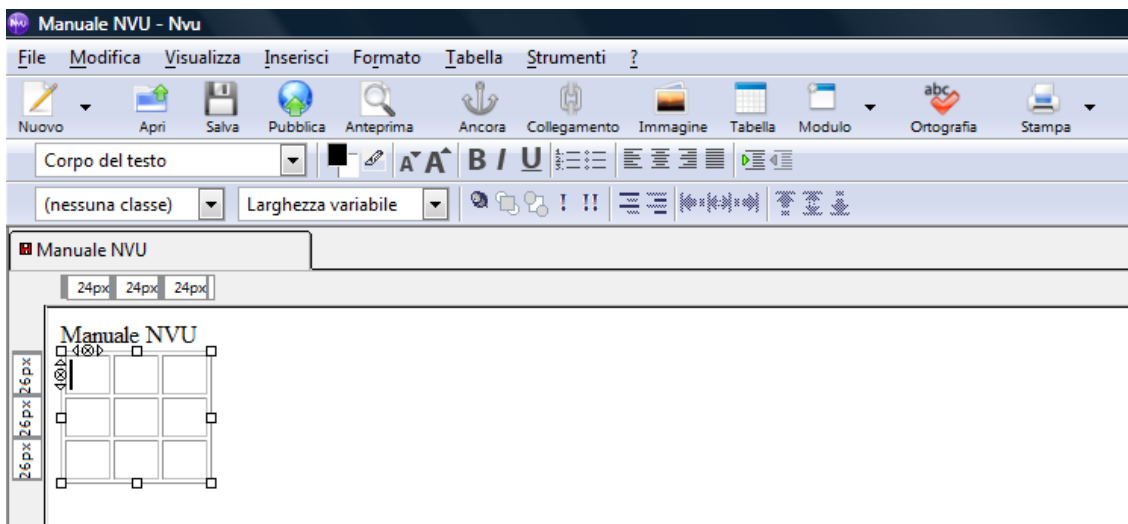 Manuale NVU - Nvu
File Modifica Visualizza Inserisci Formato Tabella Strumenti ?
abc
Nuovo Apri Salva Pubblica Anteprima Ancora Collegamento Immagine Tabella Modulo Ortografia Stampa
Corpo del testo A A B I U
(nessuna classe) Larghezza variabile ! !!
Manuale NVU
24px 24px 24px
Manuale NVU
26px
26px
26px